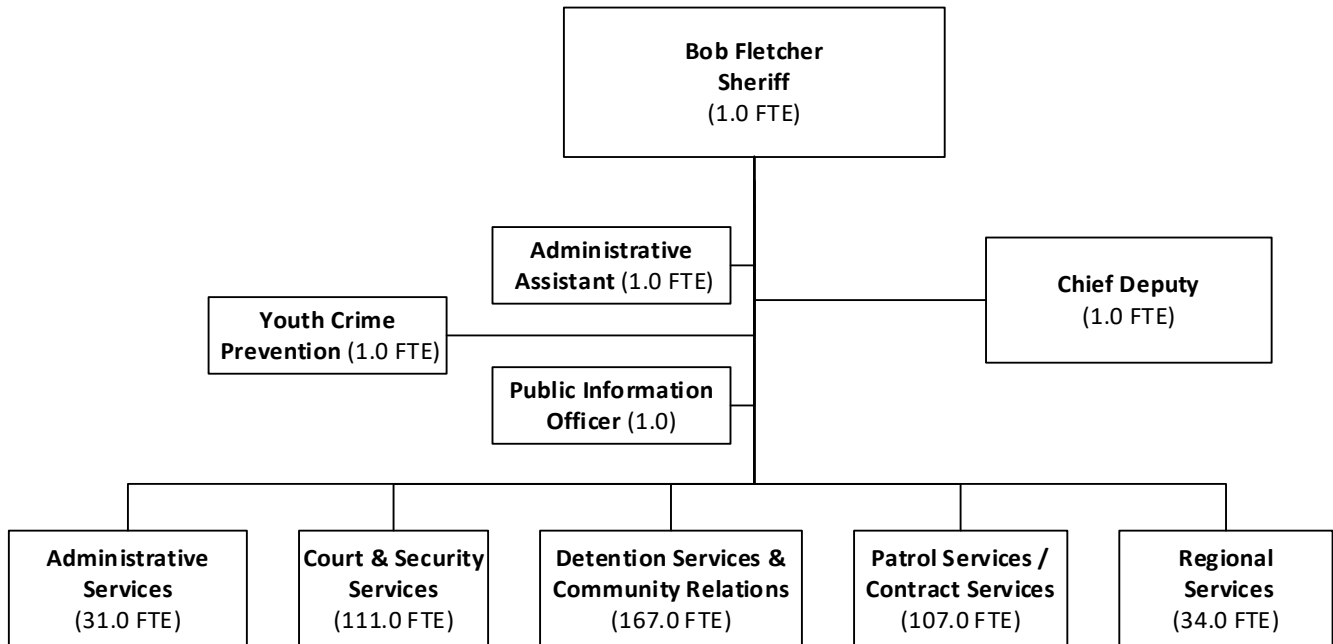 Bob Fletcher
Sheriff
(1.0 FTE)
Administrative
Assistant (1.0 FTE)
Chief Deputy
(1.0 FTE)
Youth Crime
Prevention (1.0 FTE)
Public Information
Officer (1.0)
Administrative
Services
(31.0 FTE)
Court & Security
Services
(111.0 FTE)
Detention Services &
Community Relations
(167.0 FTE)
Patrol Services /
Contract Services
(107.0 FTE)
Regional
Services
(34.0 FTE)